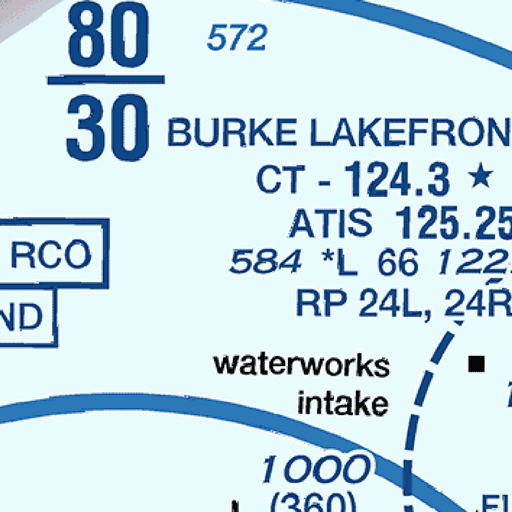 80
30
572
BURKE LAKEFRON
CT - 124.3 ★
ATIS 125.25
584 *L 66 122.
RP 24L, 24R
RCO
ND
waterworks
intake
1000
(360)